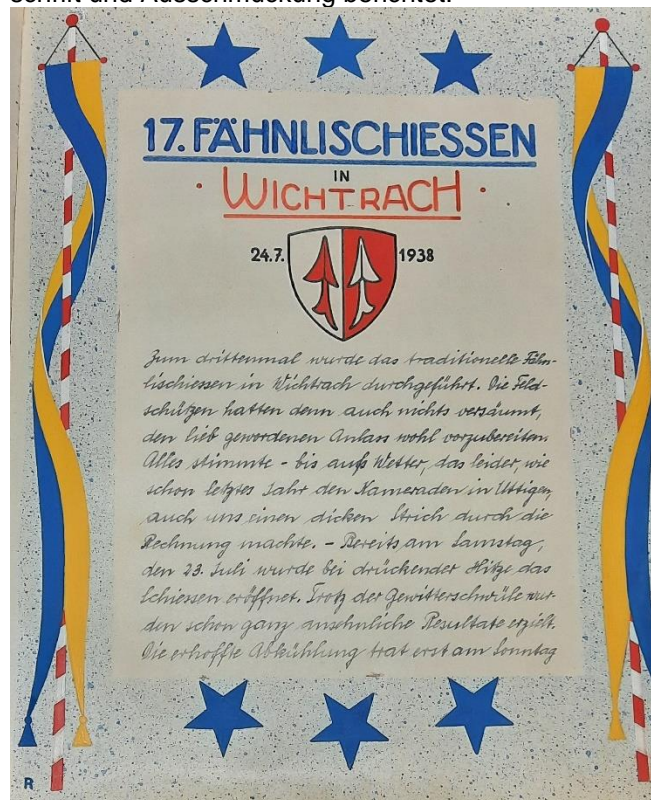 schrift und Ausschmückung berichtet.
17. FÄHNLISCHIESSEN
IN
· WICHTRACH ·
24.7. 1938
Zum drittenmal wurde das traditionelle Fähn-
lischiessen in Wichtrach durchgeführt. Die Feld-
schützen hatten denn auch nichts versäumt,
den lieb gewordenen Anlass wohl vorzubereiten.
Alles stimmte - bis aufs Wetter, das leider, wie
schon letztes Jahr den Kameraden in Uttigen,
auch uns einen dicken Strich durch die
Rechnung machte. - Bereits am Samstag,
den 23. Juli wurde bei drückender Hitze das
Schiessen eröffnet. Trotz der Gewitterschwüle wur-
den schon ganz ansehnliche Resultate erzielt.
Die erhoffte Abkühlung trat erst am Sonntag
R